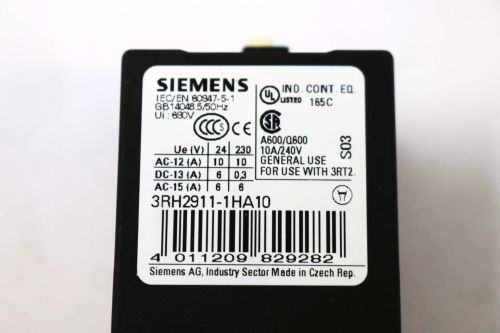 SIEMENS
IEC/EN 60947-5-1
GB14048.5/50Hz
Ui : 690V
CCC S
UL LISTED
IND. CONT. EQ.
165C
A600/Q600
10A/240V
GENERAL USE
FOR USE WITH 3RT2.
S03
Ue (V) 24 230
AC-12 (A) 10 10
DC-13 (A) 6 0,3
AC-15 (A) 6 6
3RH2911-1HA10
4 011209 829282
Siemens AG, Industry Sector Made in Czech Rep.